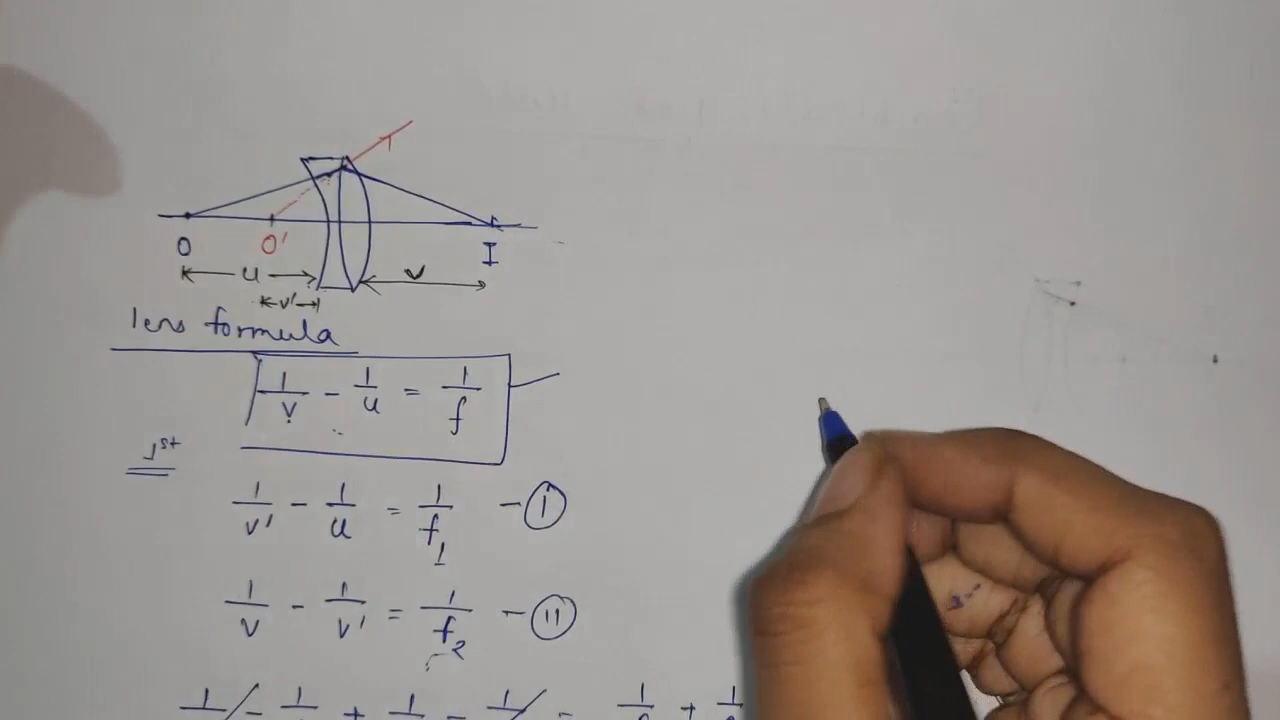 O O' I
u v
v'
lens formula
1/v - 1/u = 1/f
1st
1/v' - 1/u = 1/f1 - I
1/v - 1/v' = 1/f2 - II